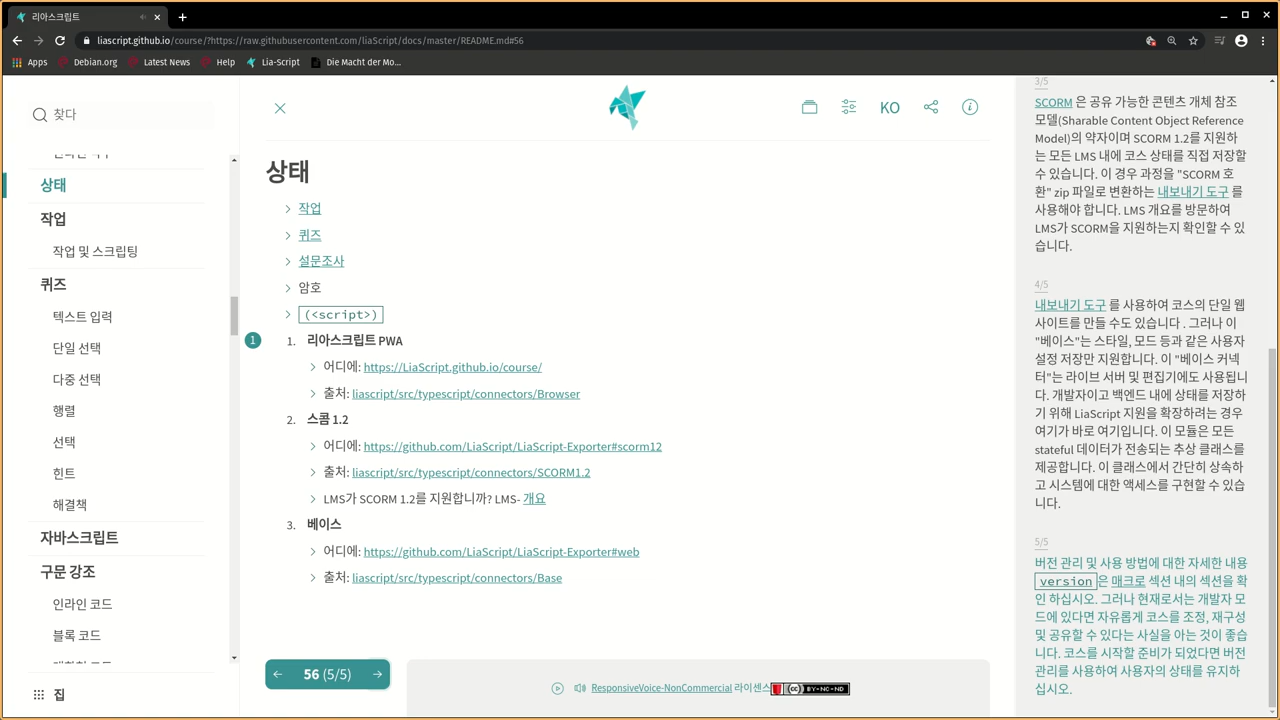 리아스크립트
liascript.github.io/course/?https://raw.githubusercontent.com/liaScript/docs/master/README.md#56
Apps
Debian.org
Latest News
Help
Lia-Script
Die Macht der Mo...
찾다
상태
작업
작업 및 스크립팅
퀴즈
텍스트 입력
단일 선택
다중 선택
행렬
선택
힌트
해결책
자바스크립트
구문 강조
인라인 코드
블록 코드
집
KO
상태
작업
퀴즈
설문조사
암호
(<script>)
1
1. 리아스크립트 PWA
어디에: https://LiaScript.github.io/course/
출처: liascript/src/typescript/connectors/Browser
2. 스콤 1.2
어디에: https://github.com/LiaScript/LiaScript-Exporter#scorm12
출처: liascript/src/typescript/connectors/SCORM1.2
LMS가 SCORM 1.2를 지원합니까? LMS- 개요
3. 베이스
어디에: https://github.com/LiaScript/LiaScript-Exporter#web
출처: liascript/src/typescript/connectors/Base
56 (5/5)
ResponsiveVoice-NonCommercial 라이센스
cc BY-NC-ND
3/5
SCORM 은 공유 가능한 콘텐츠 개체 참조
모델(Sharable Content Object Reference
Model)의 약자이며 SCORM 1.2를 지원하
는 모든 LMS 내에 코스 상태를 직접 저장할
수 있습니다. 이 경우 과정을 "SCORM 호
환" zip 파일로 변환하는 내보내기 도구 를
사용해야 합니다. LMS 개요를 방문하여
LMS가 SCORM을 지원하는지 확인할 수 있
습니다.
4/5
내보내기 도구 를 사용하여 코스의 단일 웹
사이트를 만들 수도 있습니다 . 그러나 이
"베이스"는 스타일, 모드 등과 같은 사용자
설정 저장만 지원합니다. 이 "베이스 커넥
터"는 라이브 서버 및 편집기에도 사용됩니
다. 개발자이고 백엔드 내에 상태를 저장하
기 위해 LiaScript 지원을 확장하려는 경우
여기가 바로 여기입니다. 이 모듈은 모든
stateful 데이터가 전송되는 추상 클래스를
제공합니다. 이 클래스에서 간단히 상속하
고 시스템에 대한 액세스를 구현할 수 있습
니다.
5/5
버전 관리 및 사용 방법에 대한 자세한 내용
version은 매크로 섹션 내의 섹션을 확
인 하십시오. 그러나 현재로서는 개발자 모
드에 있다면 자유롭게 코스를 조정, 재구성
및 공유할 수 있다는 사실을 아는 것이 좋습
니다. 코스를 시작할 준비가 되었다면 버전
관리를 사용하여 사용자의 상태를 유지하
십시오.